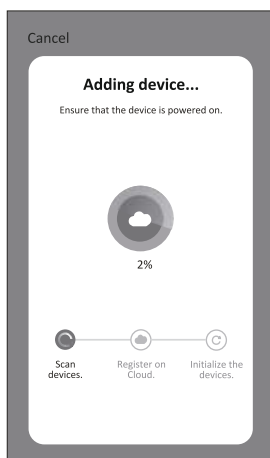 Cancel
Adding device...
Ensure that the device is powered on.
2%
Scan
devices.
Register on
Cloud.
Initialize the
devices.